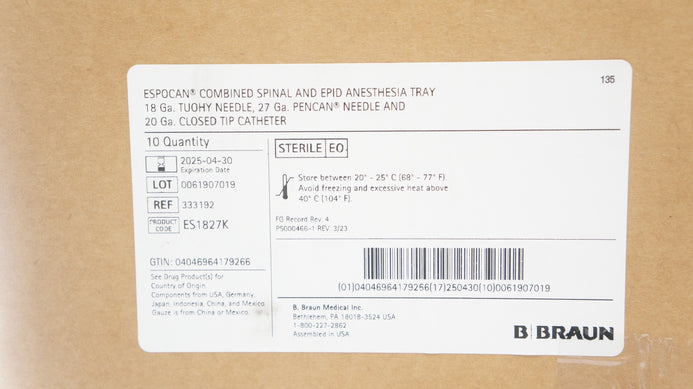 135
ESPOCAN® COMBINED SPINAL AND EPID ANESTHESIA TRAY
18 Ga. TUOHY NEEDLE, 27 Ga. PENCAN® NEEDLE AND
20 Ga. CLOSED TIP CATHETER
10 Quantity
2025-04-30
Expiration Date
LOT 0061907019
REF 333192
PRODUCT CODE ES1827K
GTIN: 04046964179266
See Drug Product(s) for
Country of Origin.
Components from USA, Germany,
Japan, Indonesia, China, and Mexico.
Gauze is from China or Mexico.
STERILE EO
Store between 20° - 25° C (68° - 77° F).
Avoid freezing and excessive heat above
40° C (104° F).
FG Record Rev. 4
PS000466-1 REV. 3/23
(01)04046964179266(17)250430(10)0061907019
B. Braun Medical Inc.
Bethlehem, PA 18018-3524 USA
1-800-227-2862
Assembled in USA
B BRAUN